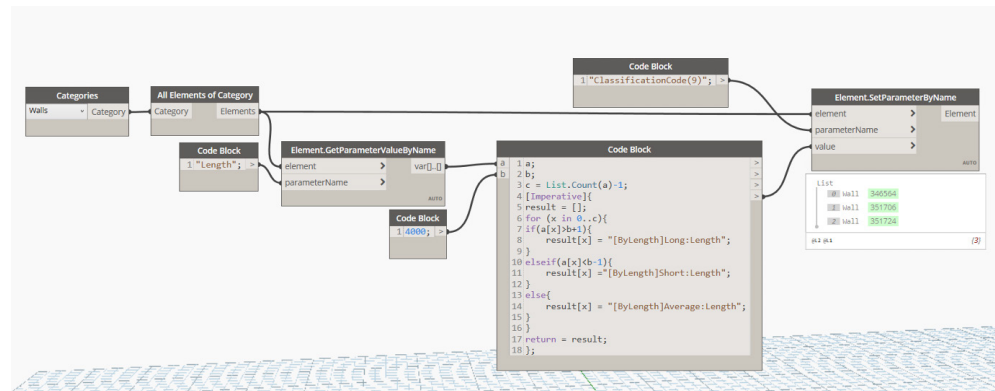 Categories
Walls
Category
All Elements of Category
Category
Elements
Code Block
1 "Length"; >
Element.GetParameterValueByName
element > var[]..[]
parameterName >
AUTO
Code Block
1 4000; >
Code Block
1 "ClassificationCode(9)"; >
Code Block
a
b
1 a; >
2 b; >
3 c = List.Count(a)-1; >
4 [Imperative]{ >
5 result = [];
6 for (x in 0..c){
7 if(a[x]>b+1){
8 result[x] = "[ByLength]Long:Length";
9 }
10 elseif(a[x]<b-1){
11 result[x] ="[ByLength]Short:Length";
12 }
13 else{
14 result[x] = "[ByLength]Average:Length";
15 }
16 }
17 return = result;
18 };
Element.SetParameterByName
element > Element
parameterName >
value >
AUTO
List
0 Wall 346564
1 Wall 351706
2 Wall 351724
@L2 @L1 {3}